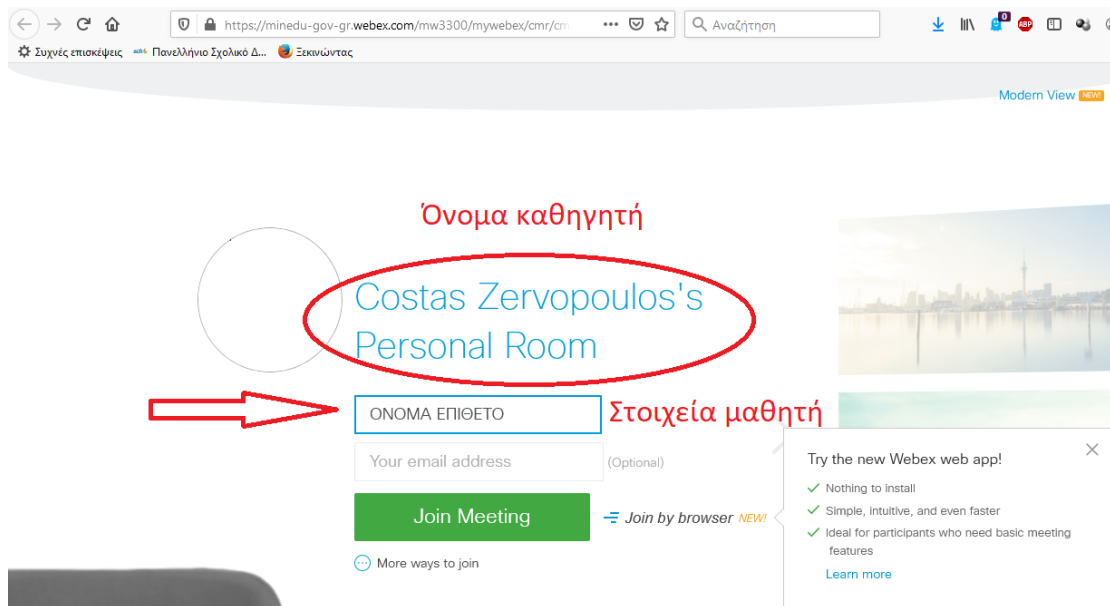 https://minedu-gov-gr.webex.com/mw3300/mywebex/cmr/cm
Αναζήτηση
0
ABP
Συχνές επισκέψεις
Πανελλήνιο Σχολικό Δ...
Ξεκινώντας
Modern View NEW!
Όνομα καθηγητή
Costas Zervopoulos's
Personal Room
ΟΝΟΜΑ ΕΠΙΘΕΤΟ
Στοιχεία μαθητή
Your email address
(Optional)
Join Meeting
Join by browser NEW!
More ways to join
Try the new Webex web app!
Nothing to install
Simple, intuitive, and even faster
Ideal for participants who need basic meeting
features
Learn more